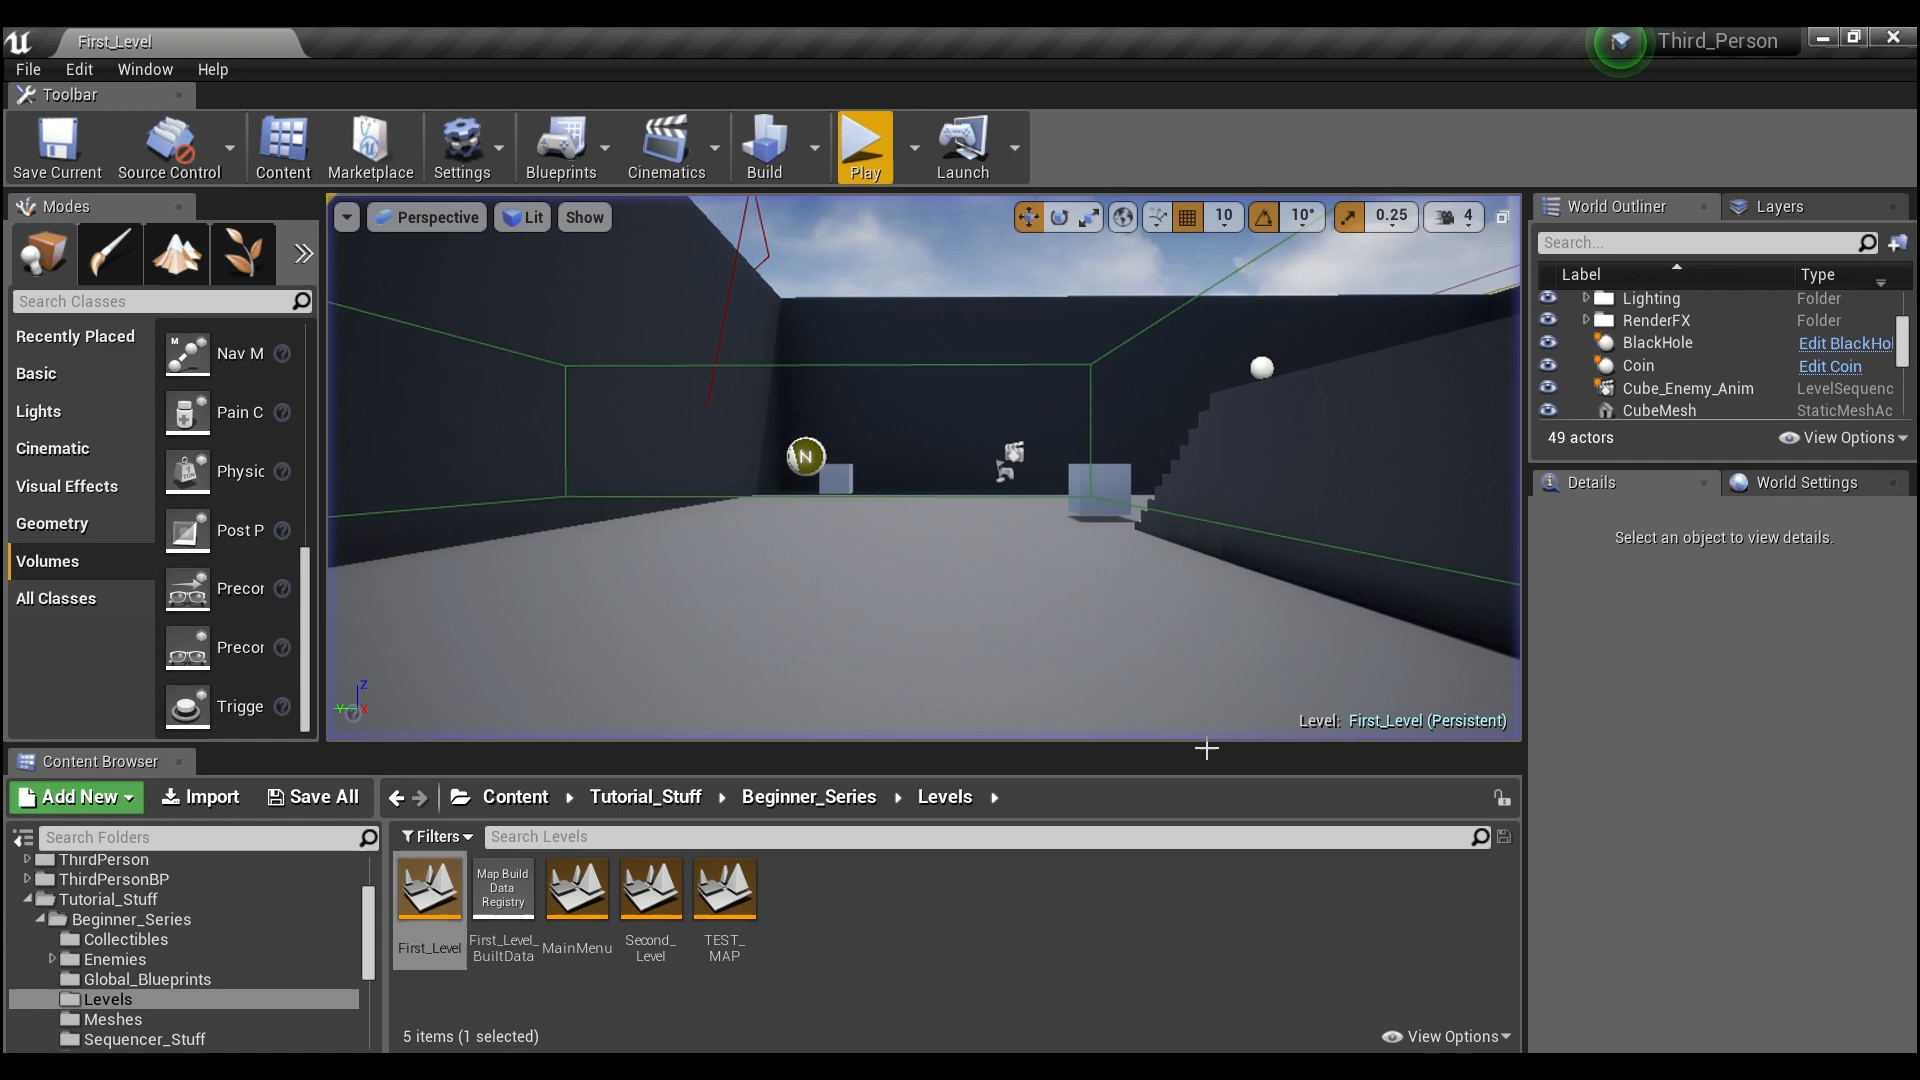 First_Level
Third_Person
File Edit Window Help
Toolbar
Save Current Source Control Content Marketplace Settings Blueprints Cinematics Build Play Launch
Modes
Search Classes
Recently Placed
Basic
Lights
Cinematic
Visual Effects
Geometry
Volumes
All Classes
Nav M
Pain C
Physic
Post P
Precor
Precor
Trigge
Perspective Lit Show
10 10° 0.25 4
N
Z
Y X
Level: First_Level (Persistent)
World Outliner Layers
Search...
Label Type
Lighting Folder
RenderFX Folder
BlackHole Edit BlackHol
Coin Edit Coin
Cube_Enemy_Anim LevelSequenc
CubeMesh StaticMeshAc
49 actors View Options
Details World Settings
Select an object to view details.
Content Browser
Add New Import Save All
Content Tutorial_Stuff Beginner_Series Levels
Search Folders
Filters Search Levels
ThirdPerson
ThirdPersonBP
Tutorial_Stuff
Beginner_Series
Collectibles
Enemies
Global_Blueprints
Levels
Meshes
Sequencer_Stuff
Map Build
Data
Registry
First_Level
First_Level_
BuiltData
MainMenu
Second_
Level
TEST_
MAP
5 items (1 selected)
View Options